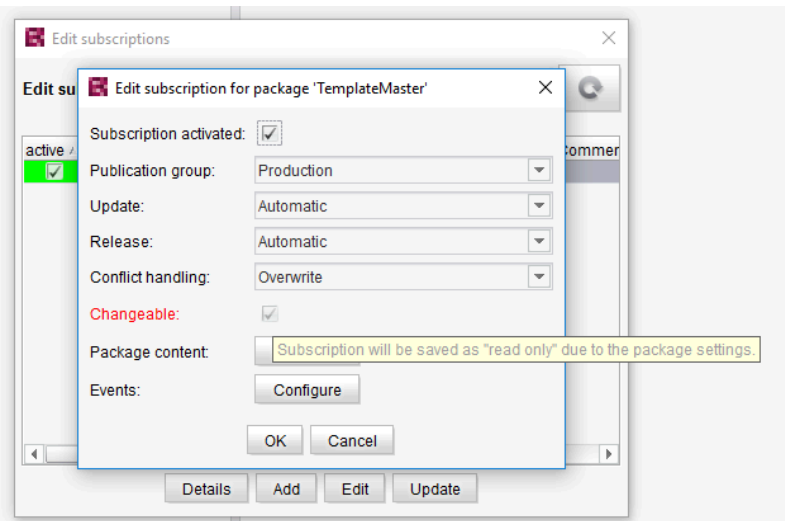 Edit subscriptions
Edit su
Edit subscription for package 'TemplateMaster'
active
Commer
Subscription activated:
Publication group: Production
Update: Automatic
Release: Automatic
Conflict handling: Overwrite
Changeable:
Package content:
Subscription will be saved as "read only" due to the package settings.
Events: Configure
OK Cancel
Details Add Edit Update